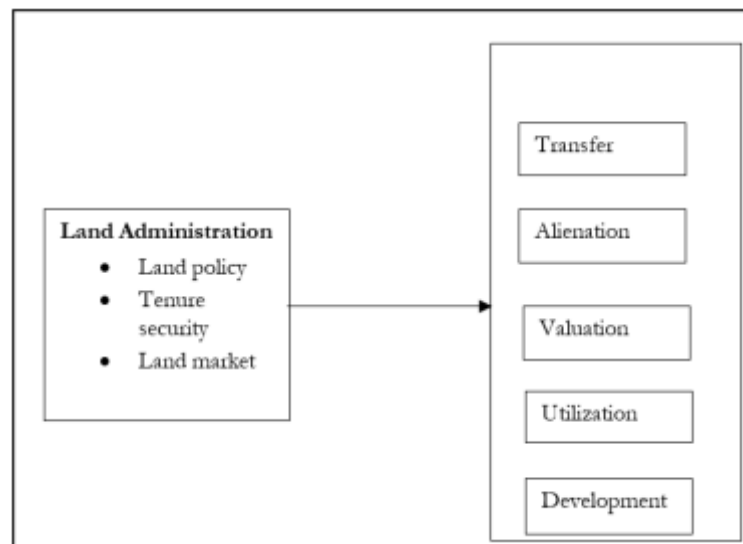 Land Administration
• Land policy
• Tenure
security
• Land market
Transfer
Alienation
Valuation
Utilization
Development